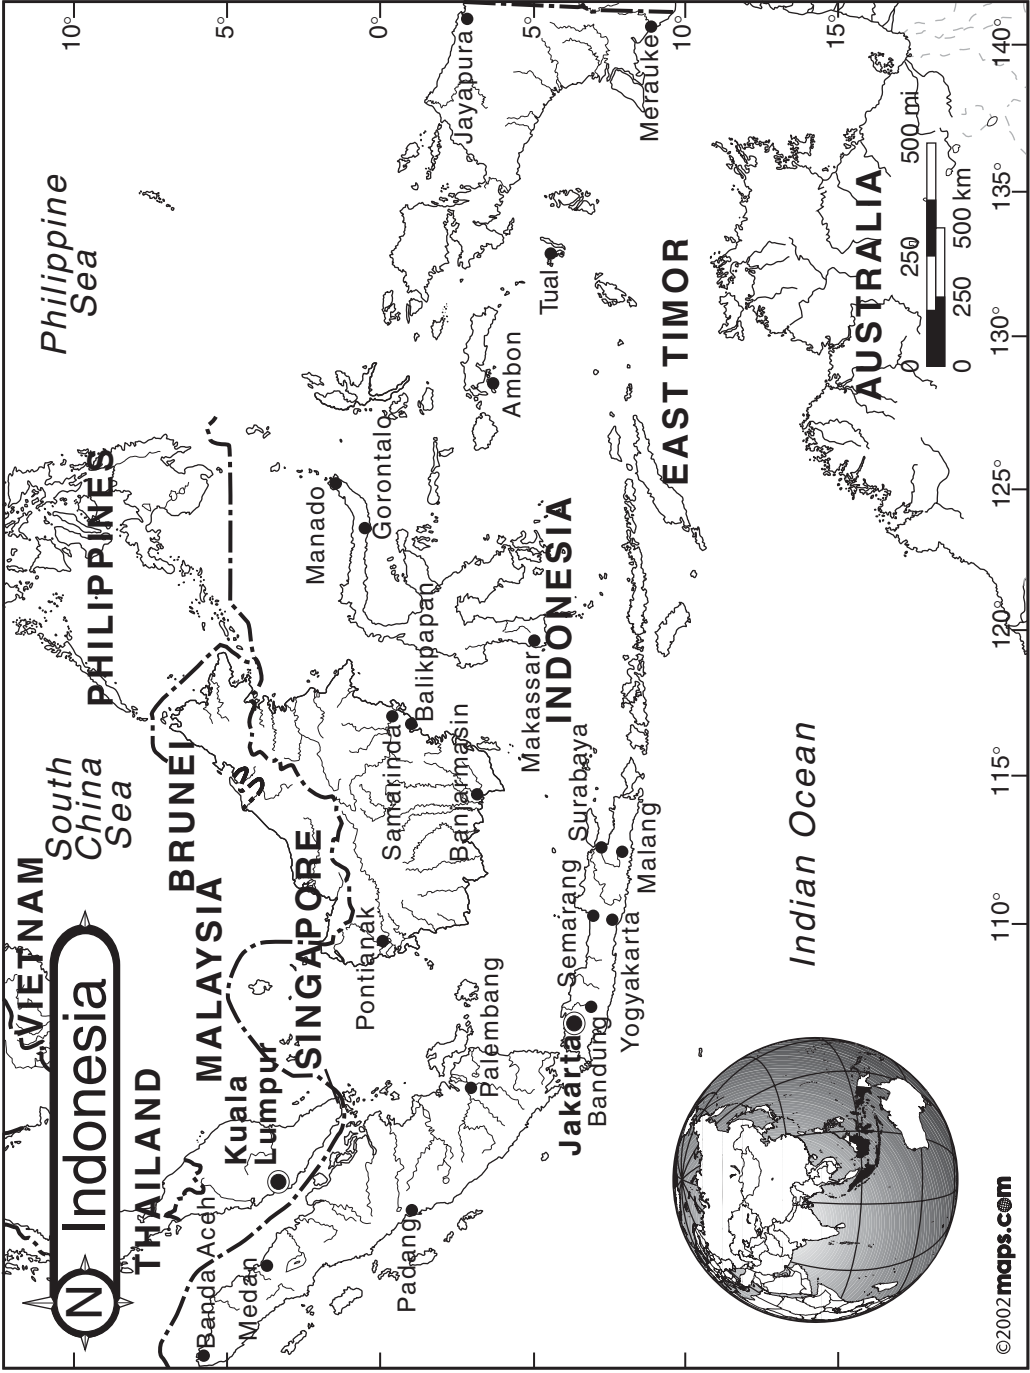 N Indonesia
VIETNAM
THAILAND
South
China
Sea
PHILIPPINES
Philippine
Sea
BRUNEI
MALAYSIA
Kuala
Lumpur
SINGAPORE
Banda Aceh
Medan
Padang
Palembang
Pontianak
Samarinda
Balikpapan
Banjarmasin
Manado
Gorontalo
Makassar
INDONESIA
Ambon
Tual
Jayapura
Merauke
EAST TIMOR
Jakarta
Bandung
Semarang
Yogyakarta
Surabaya
Malang
Indian Ocean
AUSTRALIA
0 250 500 mi
0 250 500 km
10°
5°
0°
5°
10°
15°
110°
115°
120°
125°
130°
135°
140°
©2002maps.com